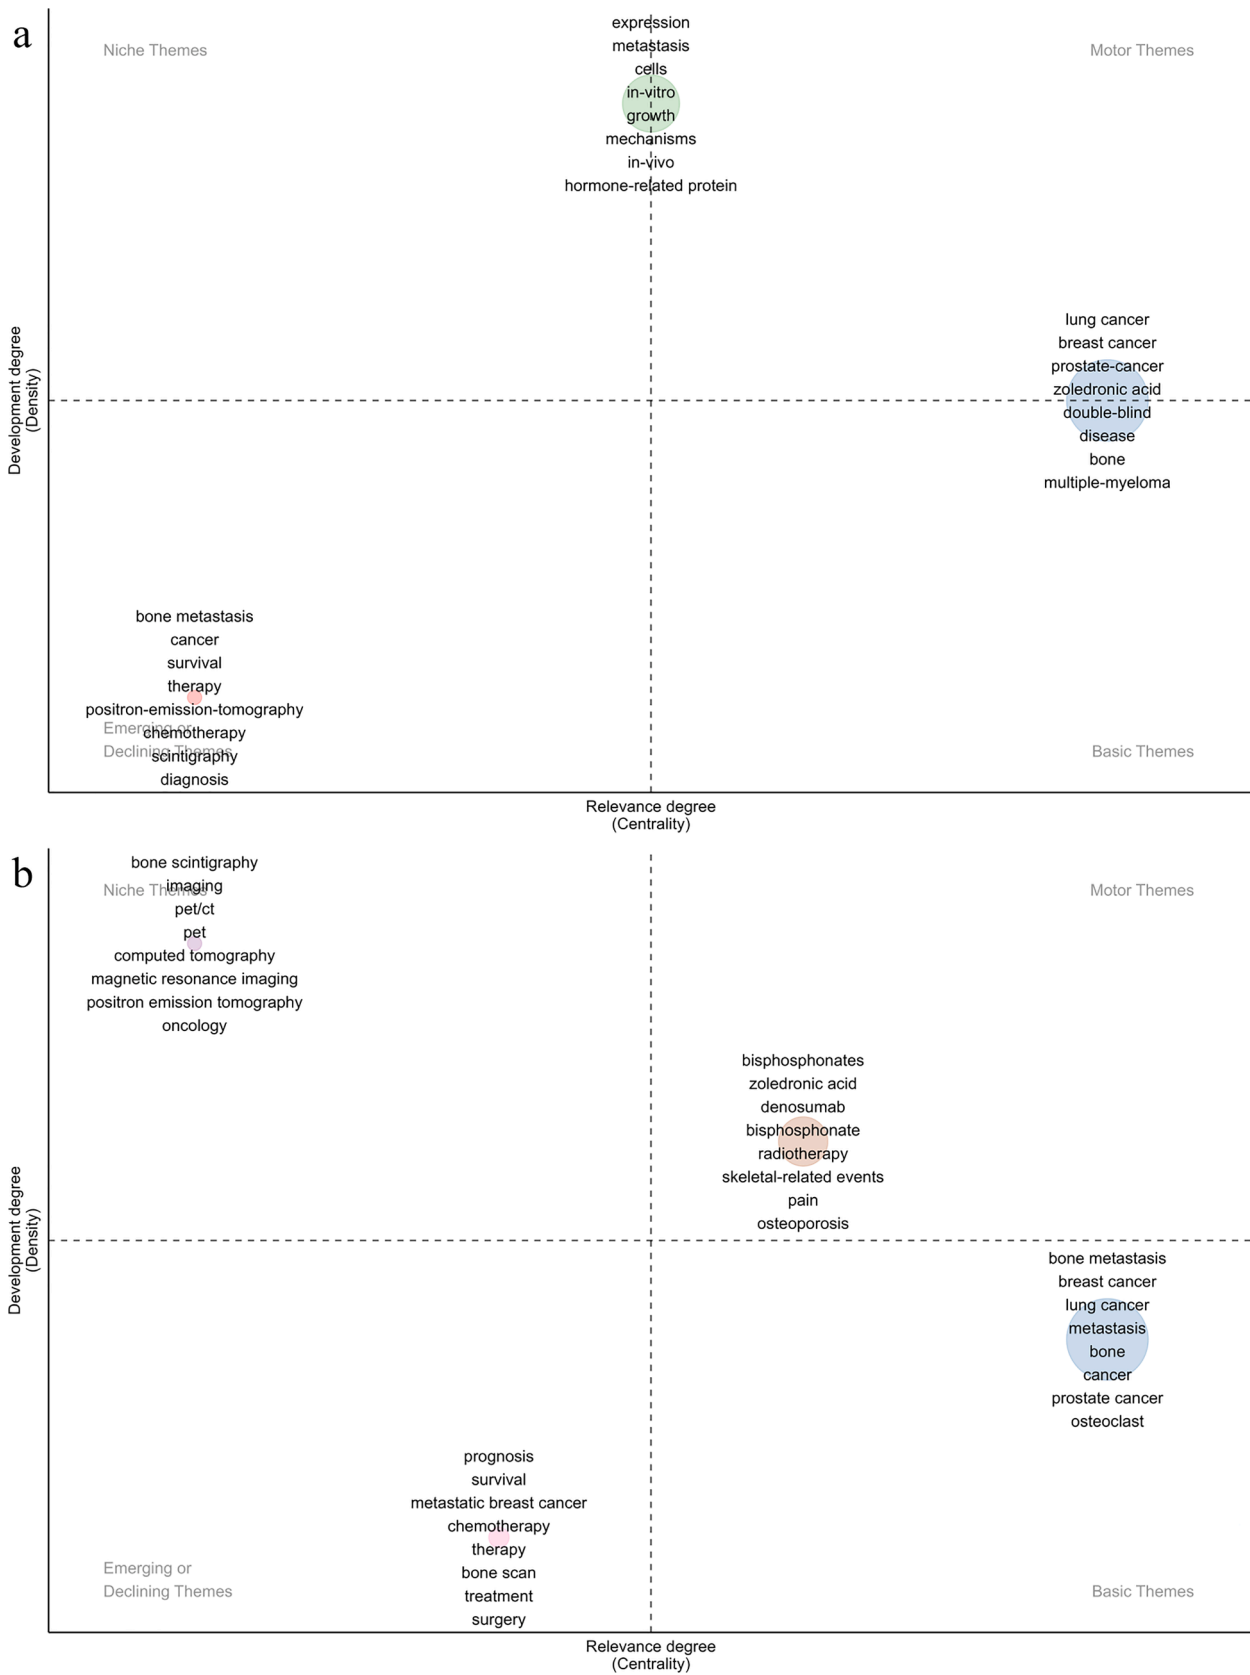 a
Niche Themes
Motor Themes
expression
metastasis
cells
in-vitro
growth
mechanisms
in-vivo
hormone-related protein
lung cancer
breast cancer
prostate-cancer
zoledronic acid
double-blind
disease
bone
multiple-myeloma
Development degree
(Density)
bone metastasis
cancer
survival
therapy
positron-emission-tomography
chemotherapy
scintigraphy
diagnosis
Emerging or
Declining Themes
Basic Themes
Relevance degree
(Centrality)
b
bone scintigraphy
imaging
pet/ct
pet
computed tomography
magnetic resonance imaging
positron emission tomography
oncology
Niche Themes
Motor Themes
bisphosphonates
zoledronic acid
denosumab
bisphosphonate
radiotherapy
skeletal-related events
pain
osteoporosis
Development degree
(Density)
bone metastasis
breast cancer
lung cancer
metastasis
bone
cancer
prostate cancer
osteoclast
prognosis
survival
metastatic breast cancer
chemotherapy
therapy
bone scan
treatment
surgery
Emerging or
Declining Themes
Basic Themes
Relevance degree
(Centrality)